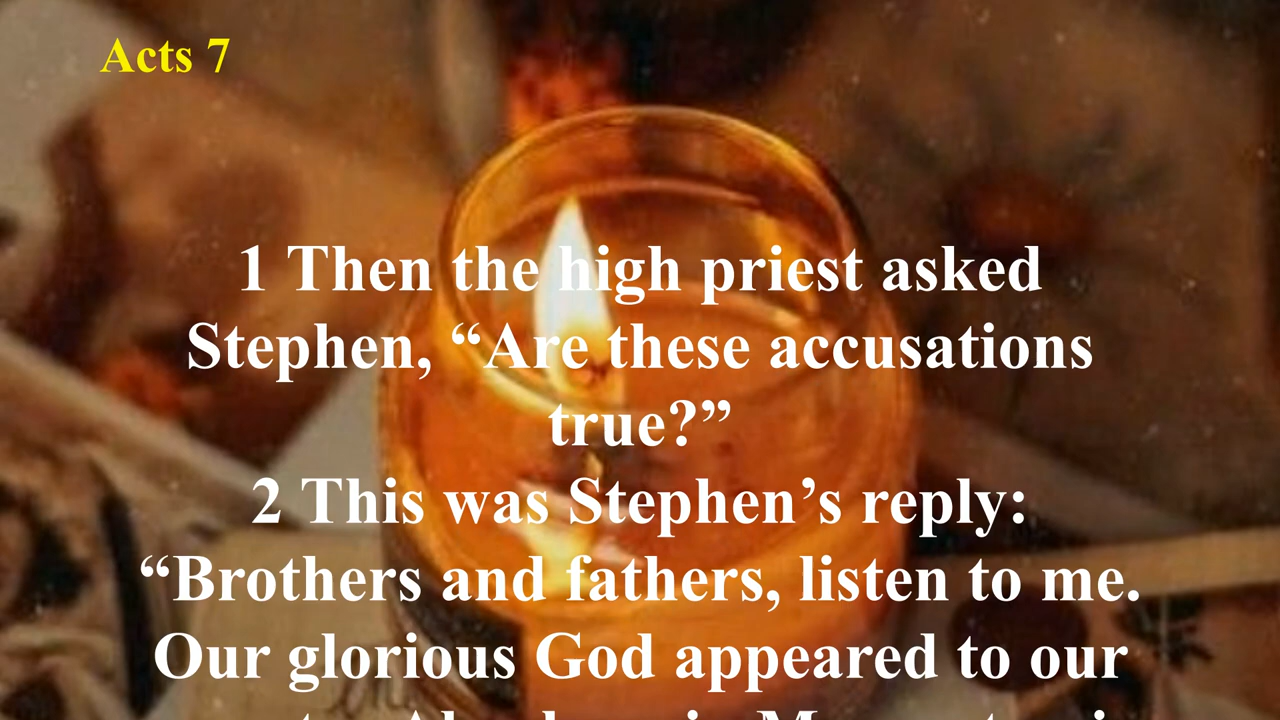 Acts 7
1 Then the high priest asked
Stephen, “Are these accusations
true?”
2 This was Stephen’s reply:
“Brothers and fathers, listen to me.
Our glorious God appeared to our